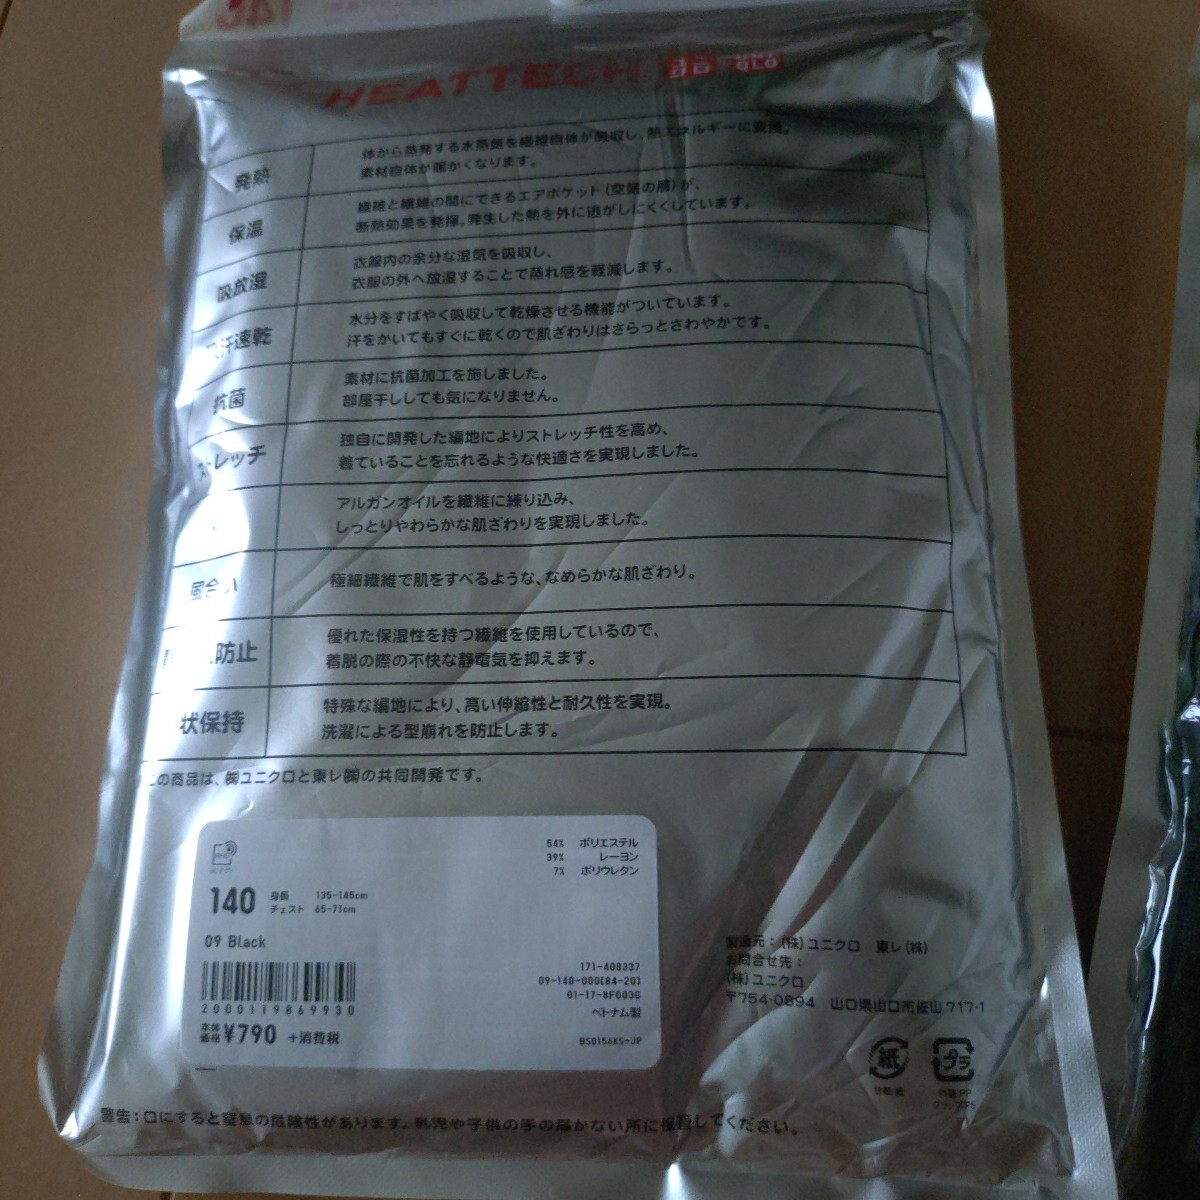 140
HEATTECH
発熱
体から蒸発する水蒸気を繊維自体が吸収し、熱エネルギーに変換。
素材自体が暖かくなります。
保温
繊維と繊維の間にできるエアポケット(空気の層)が、
断熱効果を発揮。発生した熱を外に逃がしにくくしています。
吸放湿
衣服内の余分な湿気を吸収し、
衣服の外へ放湿することで蒸れ感を軽減します。
汗速乾
水分をすばやく吸収して乾燥させる機能がついています。
汗をかいてもすぐに乾くので肌ざわりはさらっとさわやかです。
抗菌
素材に抗菌加工を施しました。
部屋干ししても気になりません。
ストレッチ
独自に開発した編地によりストレッチ性を高め、
着ていることを忘れるような快適さを実現しました。
アルガンオイルを繊維に練り込み、
しっとりやわらかな肌ざわりを実現しました。
風合い
極細繊維で肌をすべるような、なめらかな肌ざわり。
防止
優れた保湿性を持つ繊維を使用しているので、
着脱の際の不快な静電気を抑えます。
状保持
特殊な編地により、高い伸縮性と耐久性を実現。
洗濯による型崩れを防止します。
この商品は、㈱ユニクロと東レ㈱の共同開発です。
54% ポリエステル
39% レーヨン
7% ポリウレタン
140 身長 135-145cm
チェスト 65-71cm
09 Black
171-408337
09-140-000(84-20)
01-17-8F003G
ベトナム製
2000119869930
本体価格 ¥790 +消費税
BS0156KS-JP
製造元:(株)ユニクロ 東レ(株)
お問合せ先:
(株)ユニクロ
〒754-0894 山口県山口市佐山717-1
紙
プラ
警告:口にすると窒息の危険性があります。乳児や子供の手の届かない所に保管してください。